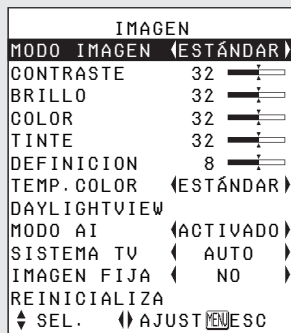 IMAGEN
MODO IMAGEN ESTÁNDAR
CONTRASTE 32
BRILLO 32
COLOR 32
TINTE 32
DEFINICION 8
TEMP.COLOR ESTÁNDAR
DAYLIGHTVIEW
MODO AI ACTIVADO
SISTEMA TV AUTO
IMAGEN FIJA NO
REINICIALIZA
SEL. AJUST MENU ESC